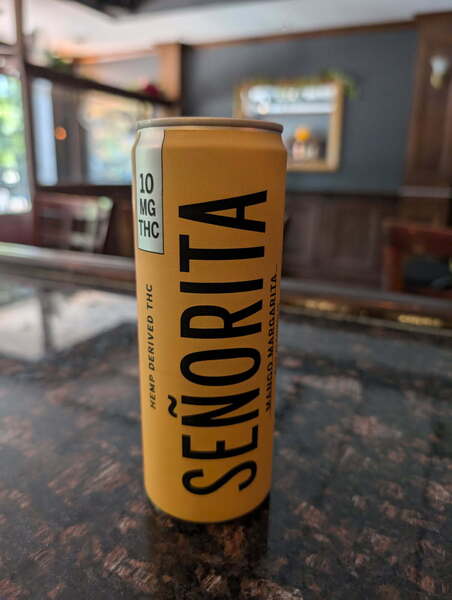 10
MG
THC
HEMP DERIVED THC
SEÑORITA
MANGO MARGARITA